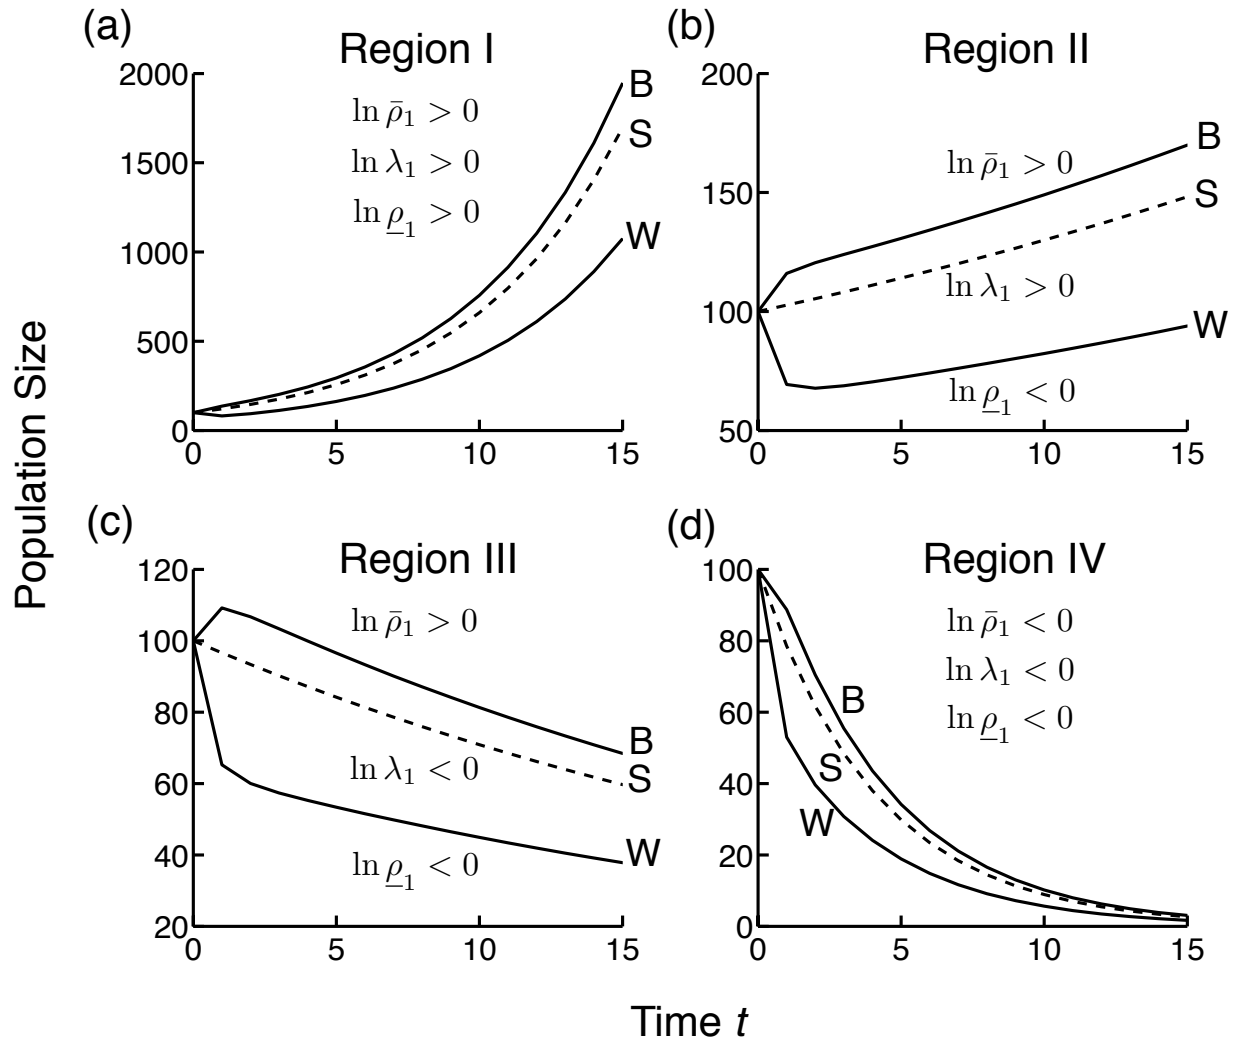 (a)
Region I
2000
1500
1000
500
0
0 5 10 15
ln ρ̄₁ > 0
ln λ₁ > 0
ln ρ̲₁ > 0
B
S
W
(b)
Region II
200
150
100
50
0 5 10 15
ln ρ̄₁ > 0
ln λ₁ > 0
ln ρ̲₁ < 0
B
S
W
Population Size
(c)
Region III
120
100
80
60
40
20
0 5 10 15
ln ρ̄₁ > 0
ln λ₁ < 0
ln ρ̲₁ < 0
B
S
W
(d)
Region IV
100
80
60
40
20
0
0 5 10 15
ln ρ̄₁ < 0
ln λ₁ < 0
ln ρ̲₁ < 0
B
S
W
Time t